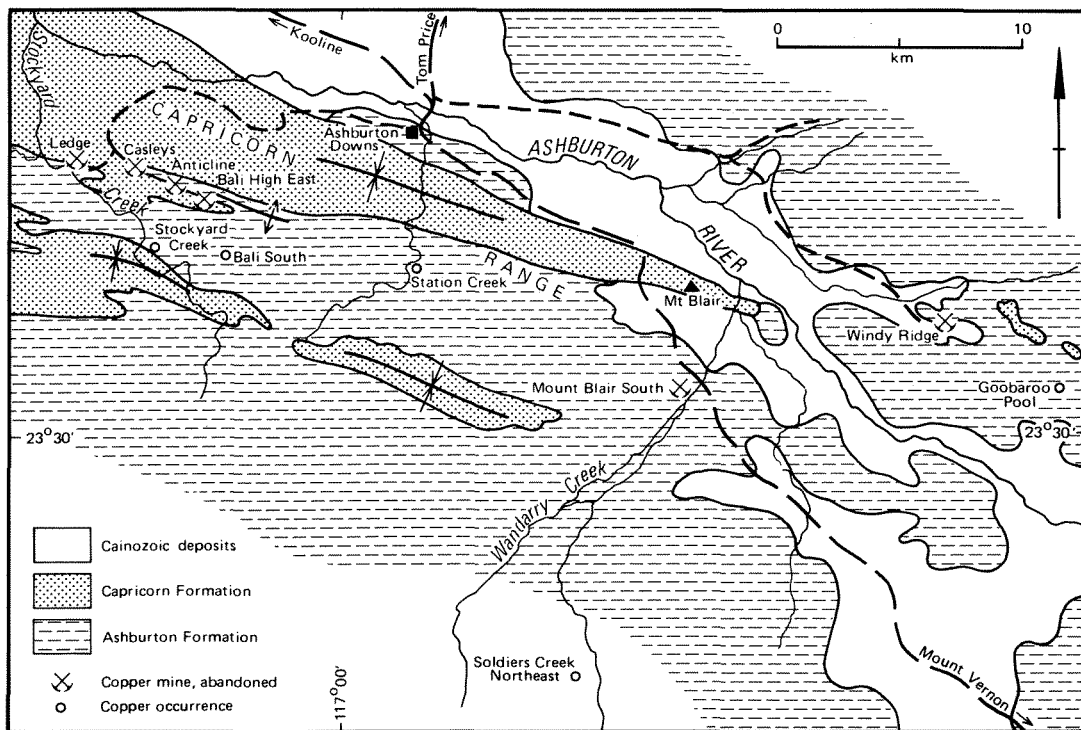 Stockyard
Creek
Kooline
Tom Price
0
10
km
CAPRICORN
RANGE
Ashburton
Downs
ASHBURTON
RIVER
Ledge
Casleys
Anticline
Bali High East
Stockyard
Creek
Bali South
Station Creek
Mt Blair
Windy Ridge
Mount Blair South
Goobaroo
Pool
23°30'
23°30'
Wandarry Creek
Cainozoic deposits
Capricorn Formation
Ashburton Formation
Copper mine, abandoned
Copper occurrence
117°00'
Soldiers Creek
Northeast
Mount Vernon